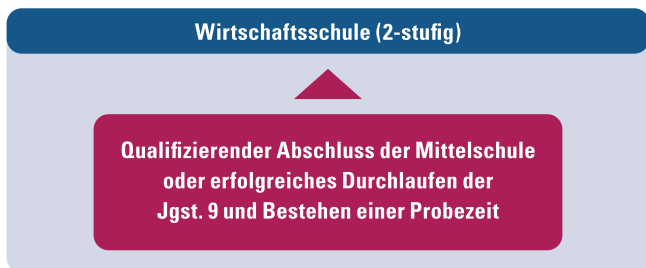 Wirtschaftsschule (2-stufig)
Qualifizierender Abschluss der Mittelschule
oder erfolgreiches Durchlaufen der
Jgst. 9 und Bestehen einer Probezeit